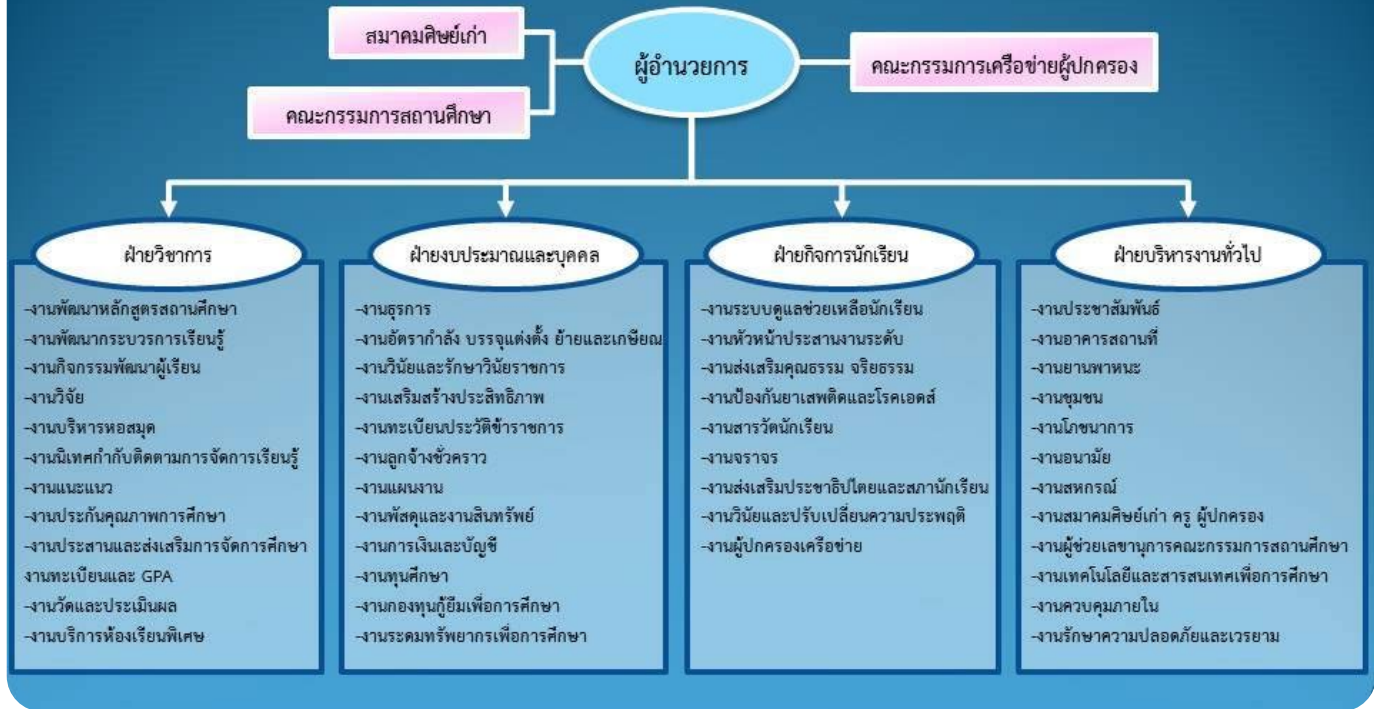 สมาคมศิษย์เก่า
ผู้อำนวยการ
คณะกรรมการเครือข่ายผู้ปกครอง
คณะกรรมการสถานศึกษา
ฝ่ายวิชาการ
-งานพัฒนาหลักสูตรสถานศึกษา
-งานพัฒนากระบวรการเรียนรู้
-งานกิจกรรมพัฒนาผู้เรียน
-งานวิจัย
-งานบริหารหอสมุด
-งานนิเทศกำกับติดตามการจัดการเรียนรู้
-งานแนะแนว
-งานประกันคุณภาพการศึกษา
-งานประสานและส่งเสริมการจัดการศึกษา
งานทะเบียนและ GPA
-งานวัดและประเมินผล
-งานบริการห้องเรียนพิเศษ
ฝ่ายงบประมาณและบุคคล
-งานธุรการ
-งานอัตรากำลัง บรรจุแต่งตั้ง ย้ายและเกษียณ
-งานวินัยและรักษาวินัยราชการ
-งานเสริมสร้างประสิทธิภาพ
-งานทะเบียนประวัติข้าราชการ
-งานลูกจ้างชั่วคราว
-งานแผนงาน
-งานพัสดุและงานสินทรัพย์
-งานการเงินและบัญชี
-งานทุนศึกษา
-งานกองทุนกู้ยืมเพื่อการศึกษา
-งานระดมทรัพยากรเพื่อการศึกษา
ฝ่ายกิจการนักเรียน
-งานระบบดูแลช่วยเหลือนักเรียน
-งานหัวหน้าประสานงานระดับ
-งานส่งเสริมคุณธรรม จริยธรรม
-งานป้องกันยาเสพติดและโรคเอดส์
-งานสารวัตนักเรียน
-งานจราจร
-งานส่งเสริมประชาธิปไตยและสภานักเรียน
-งานวินัยและปรับเปลี่ยนความประพฤติ
-งานผู้ปกครองเครือข่าย
ฝ่ายบริหารงานทั่วไป
-งานประชาสัมพันธ์
-งานอาคารสถานที่
-งานยานพาหนะ
-งานชุมชน
-งานโภชนาการ
-งานอนามัย
-งานสหกรณ์
-งานสมาคมศิษย์เก่า ครู ผู้ปกครอง
-งานผู้ช่วยเลขานุการคณะกรรมการสถานศึกษา
-งานเทคโนโลยีและสารสนเทศเพื่อการศึกษา
-งานควบคุมภายใน
-งานรักษาความปลอดภัยและเวรยาม